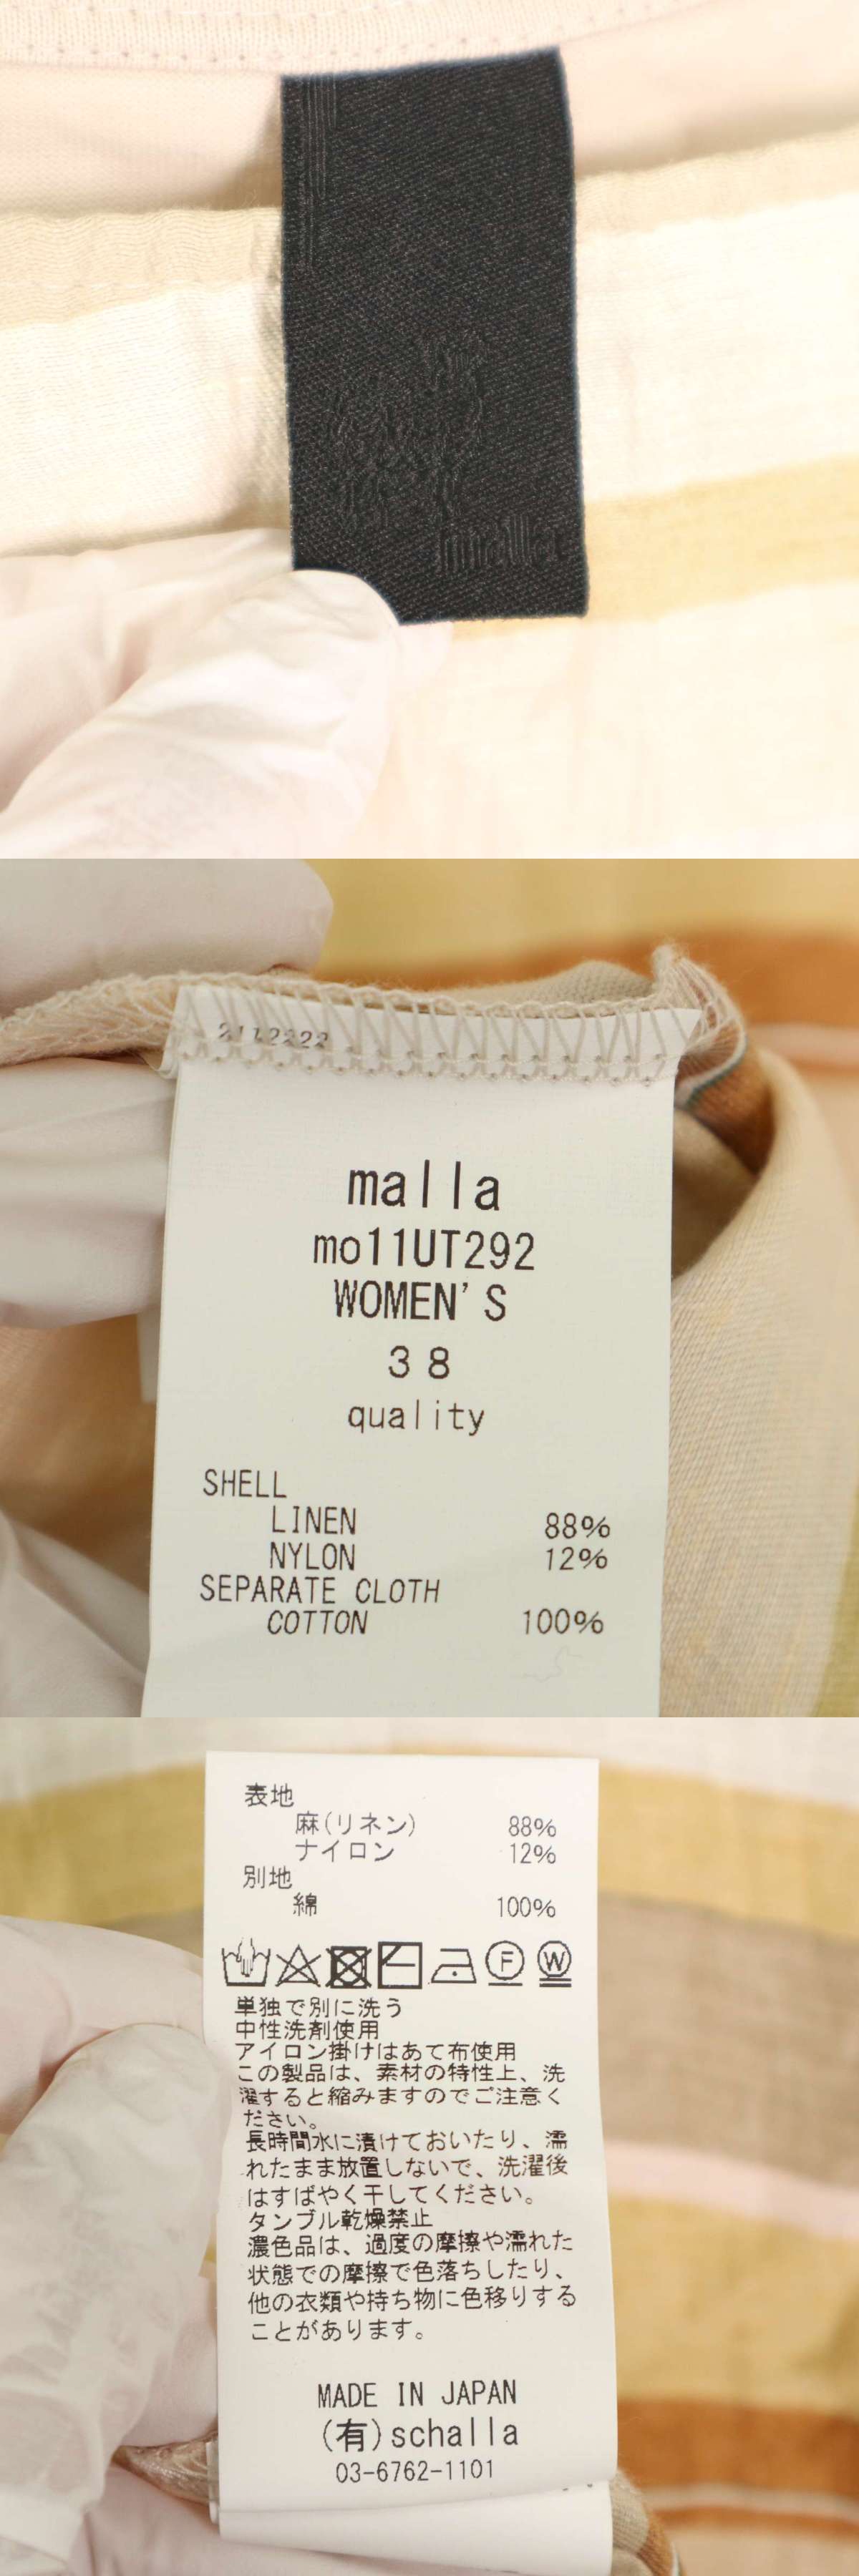 malla
2112222
malla
mo11UT292
WOMEN'S
38
quality
SHELL
LINEN 88%
NYLON 12%
SEPARATE CLOTH
COTTON 100%
表地
麻(リネン) 88%
ナイロン 12%
別地
綿 100%
F W
単独で別に洗う
中性洗剤使用
アイロン掛けはあて布使用
この製品は、素材の特性上、洗
濯すると縮みますのでご注意く
ださい。
長時間水に漬けておいたり、濡
れたまま放置しないで、洗濯後
はすばやく干してください。
タンブル乾燥禁止
濃色品は、過度の摩擦や濡れた
状態での摩擦で色落ちしたり、
他の衣類や持ち物に色移りする
ことがあります。
MADE IN JAPAN
(有)schalla
03-6762-1101